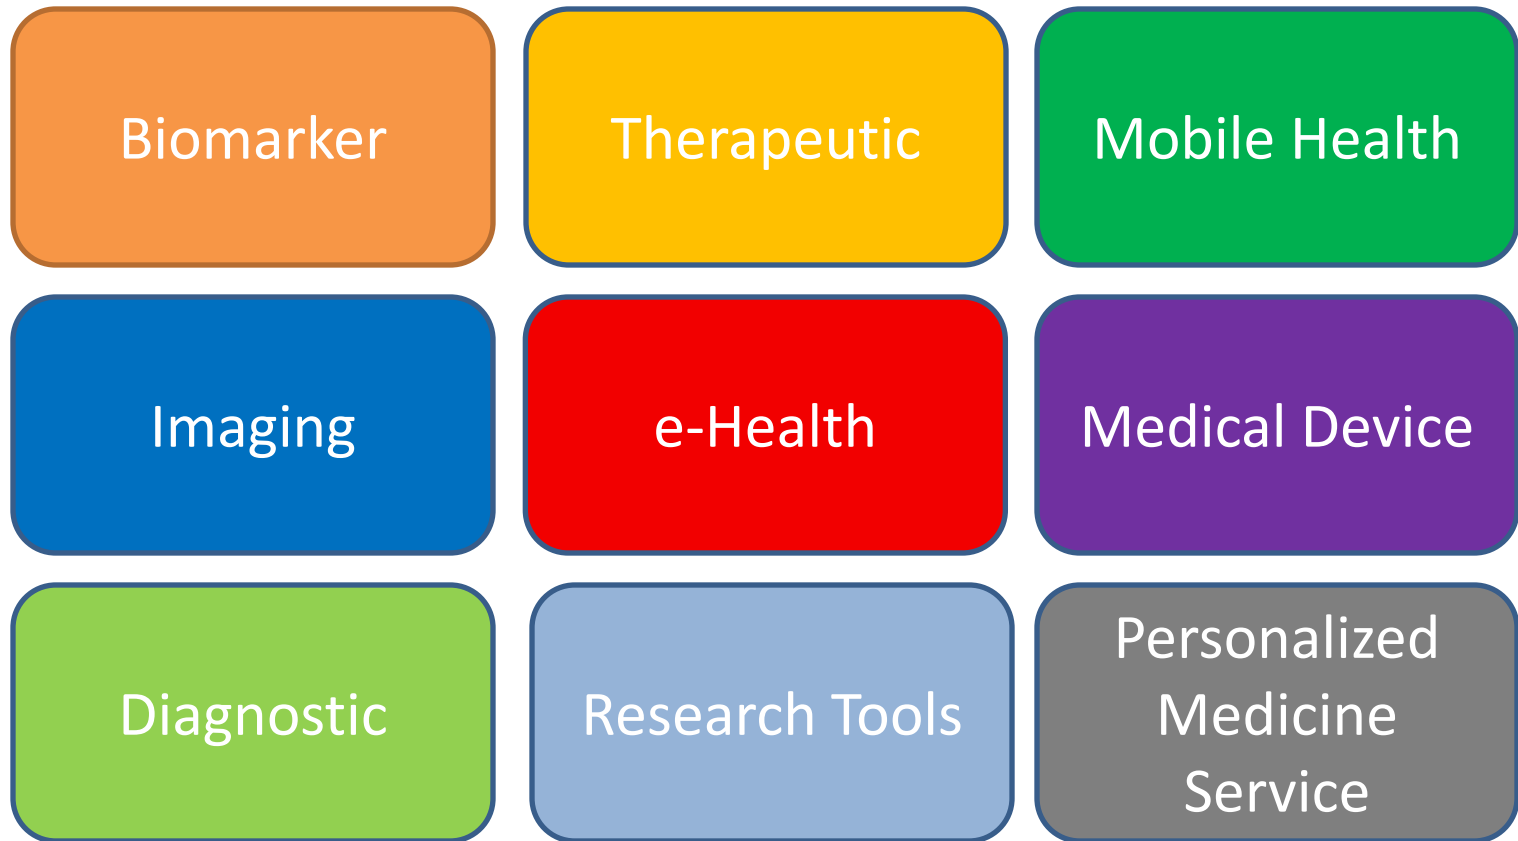 Biomarker
Therapeutic
Mobile Health
Imaging
e-Health
Medical Device
Diagnostic
Research Tools
Personalized
Medicine
Service